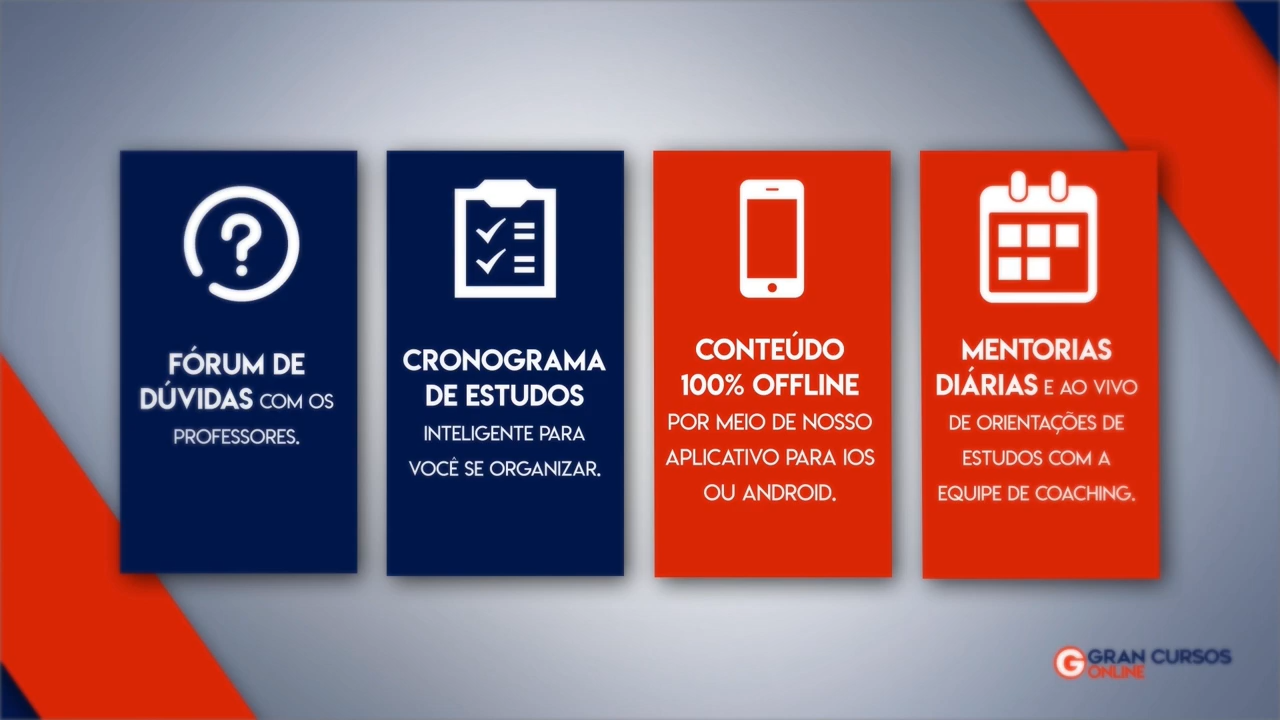 FÓRUM DE
DÚVIDAS COM OS
PROFESSORES.
CRONOGRAMA
DE ESTUDOS
INTELIGENTE PARA
VOCÊ SE ORGANIZAR.
CONTEÚDO
100% OFFLINE
POR MEIO DE NOSSO
APLICATIVO PARA IOS
OU ANDROID.
MENTORIAS
DIÁRIAS E AO VIVO
DE ORIENTAÇÕES DE
ESTUDOS COM A
EQUIPE DE COACHING.
G GRAN CURSOS
ONLINE